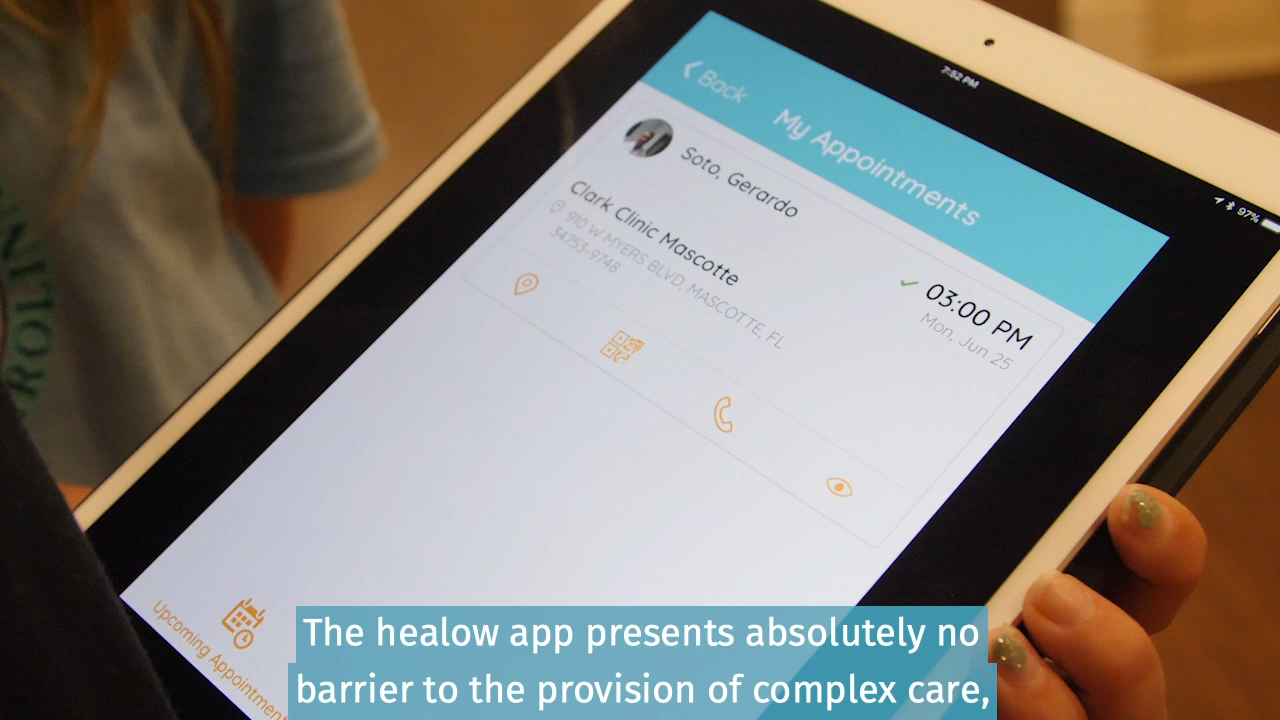 7:52 PM
97%
Back
My Appointments
Soto, Gerardo
Clark Clinic Mascotte
910 W MYERS BLVD, MASCOTTE, FL
34753-9748
03:00 PM
Mon, Jun 25
Upcoming Appointment
The healow app presents absolutely no
barrier to the provision of complex care,